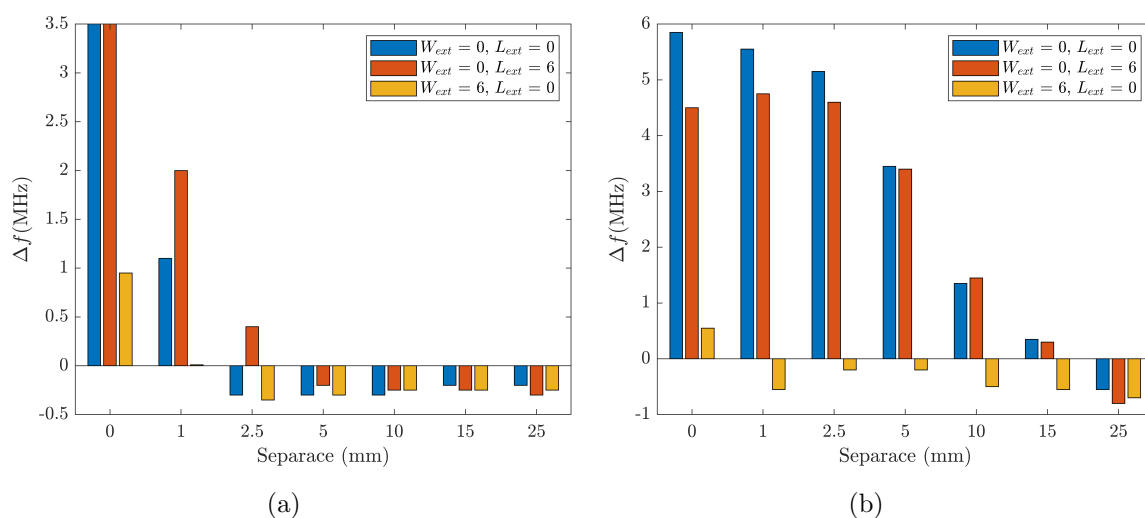 3.5
3
2.5
2
1.5
1
0.5
0
-0.5
Δf(MHz)
W_ext = 0, L_ext = 0
W_ext = 0, L_ext = 6
W_ext = 6, L_ext = 0
0 1 2.5 5 10 15 25
Separace (mm)
(a)
6
5
4
3
2
1
0
-1
Δf(MHz)
W_ext = 0, L_ext = 0
W_ext = 0, L_ext = 6
W_ext = 6, L_ext = 0
0 1 2.5 5 10 15 25
Separace (mm)
(b)